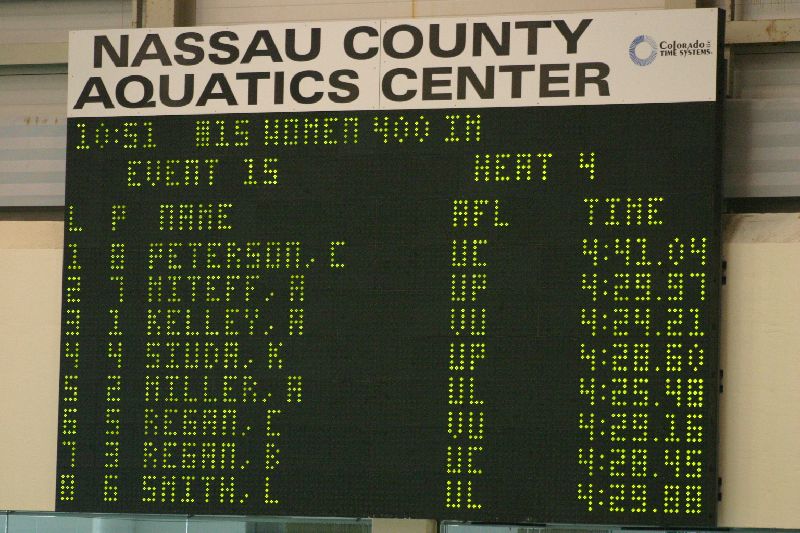 NASSAU COUNTY
AQUATICS CENTER
Colorado
TIME SYSTEMS
10:51 #15 WOMEN 400 IM
EVENT 15 HEAT 4
L P NAME AFL TIME
1 8 PETERSON, C UC 4:41.04
2 7 4:29.97
3 1 KELLEY, A VU 4:24.21
4 4 SIUDA, K UP 4:28.60
5 2 MILLER, A UL 4:25.48
6 5 REGAN, VU 4:29.16
7 3 REGAN, B UC 4:28.45
8 6 SMITH, L UL 4:29.88